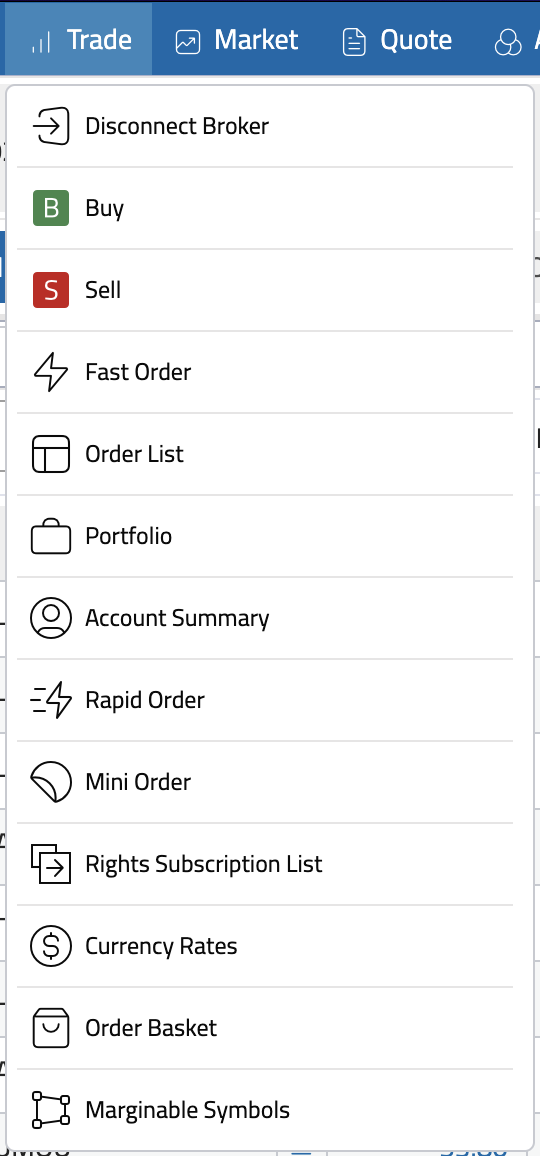 Trade Market Quote
Disconnect Broker
B Buy
S Sell
Fast Order
Order List
Portfolio
Account Summary
Rapid Order
Mini Order
Rights Subscription List
$ Currency Rates
Order Basket
Marginable Symbols